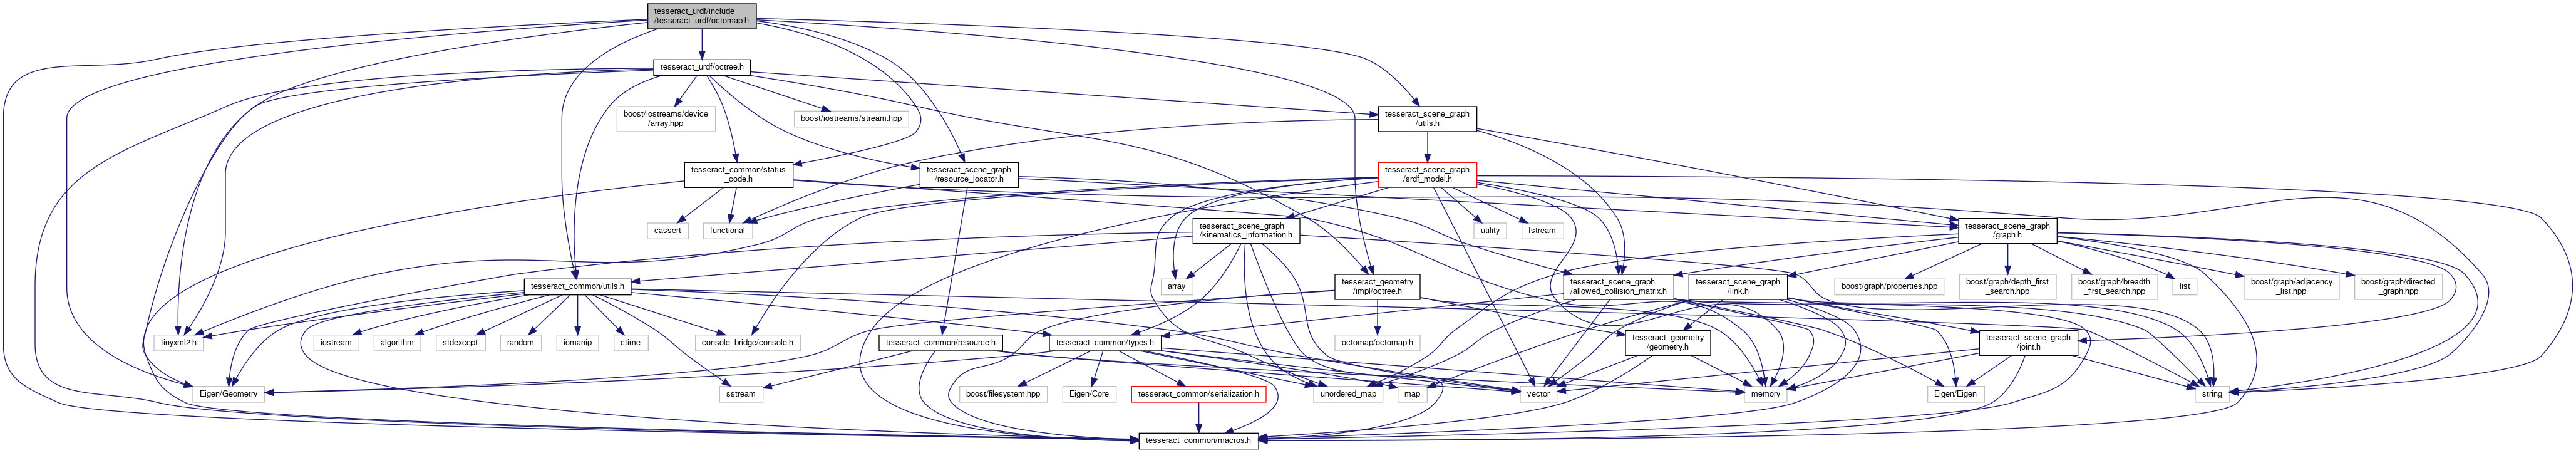 tesseract_urdf/include
/tesseract_urdf/octomap.h
tesseract_urdf/octree.h
boost/iostreams/device
/array.hpp
boost/iostreams/stream.hpp
tesseract_scene_graph
/utils.h
tesseract_common/status
_code.h
tesseract_scene_graph
/resource_locator.h
tesseract_scene_graph
/srdf_model.h
cassert
functional
tesseract_scene_graph
/kinematics_information.h
utility
fstream
tesseract_scene_graph
/graph.h
tesseract_common/utils.h
array
tesseract_geometry
/impl/octree.h
tesseract_scene_graph
/allowed_collision_matrix.h
tesseract_scene_graph
/link.h
boost/graph/properties.hpp
boost/graph/depth_first
_search.hpp
boost/graph/breadth
_first_search.hpp
list
boost/graph/adjacency
_list.hpp
boost/graph/directed
_graph.hpp
tinyxml2.h
iostream
algorithm
stdexcept
random
iomanip
ctime
console_bridge/console.h
tesseract_common/resource.h
tesseract_common/types.h
octomap/octomap.h
tesseract_geometry
/geometry.h
tesseract_scene_graph
/joint.h
Eigen/Geometry
sstream
boost/filesystem.hpp
Eigen/Core
tesseract_common/serialization.h
unordered_map
map
vector
memory
Eigen/Eigen
string
tesseract_common/macros.h